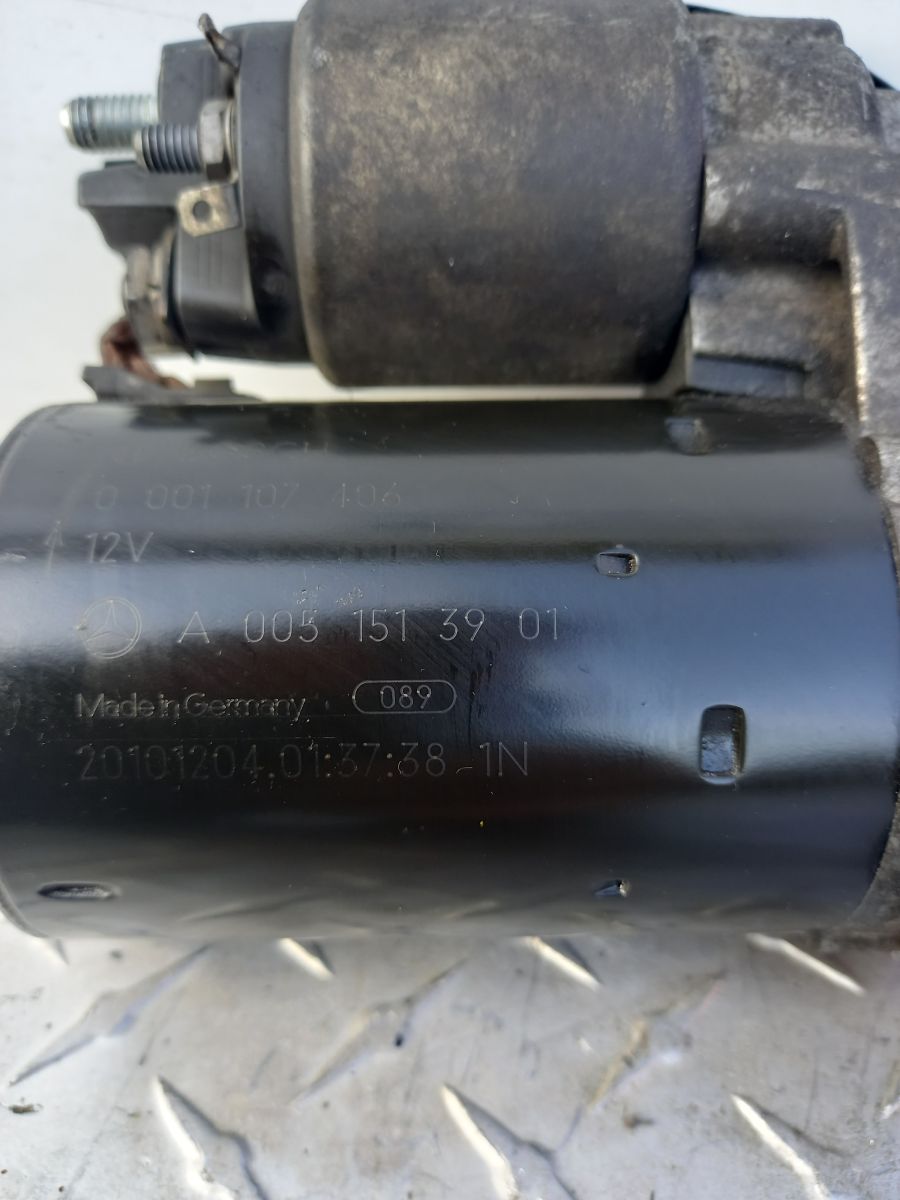 0 001 107 406
12V
A 005 151 39 01
Made in Germany 089
20101204.01:37:38-1N